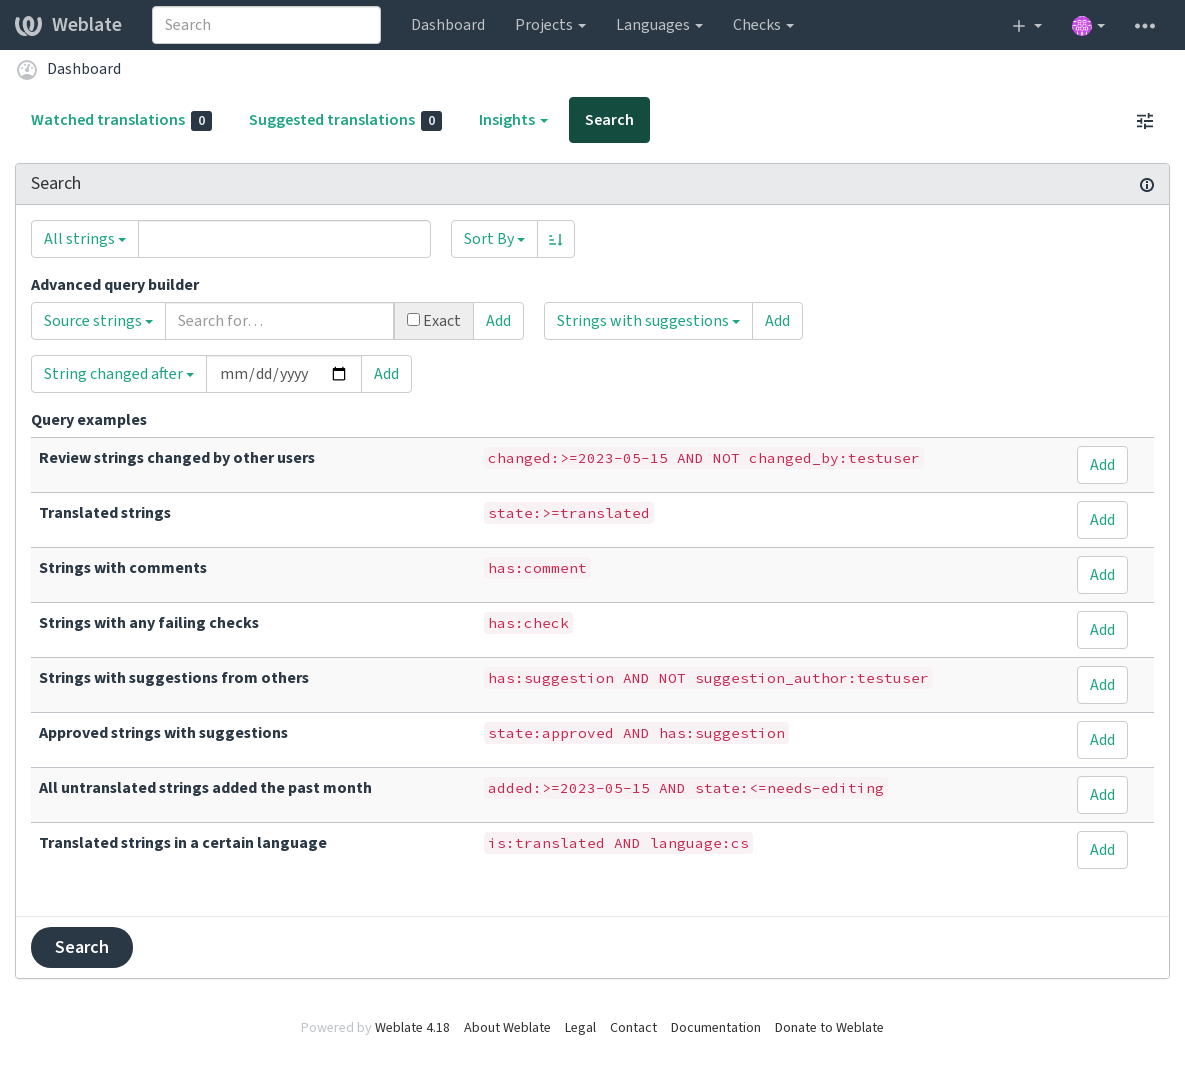 Weblate Search Dashboard Projects Languages Checks
Dashboard
Watched translations 0 Suggested translations 0 Insights Search
Search
All strings Sort By
Advanced query builder
Source strings Search for... Exact Add Strings with suggestions Add
String changed after mm/dd/yyyy Add
Query examples
Review strings changed by other users changed:>=2023-05-15 AND NOT changed_by:testuser Add
Translated strings state:>=translated Add
Strings with comments has:comment Add
Strings with any failing checks has:check Add
Strings with suggestions from others has:suggestion AND NOT suggestion_author:testuser Add
Approved strings with suggestions state:approved AND has:suggestion Add
All untranslated strings added the past month added:>=2023-05-15 AND state:<=needs-editing Add
Translated strings in a certain language is:translated AND language:cs Add
Search
Powered by Weblate 4.18 About Weblate Legal Contact Documentation Donate to Weblate